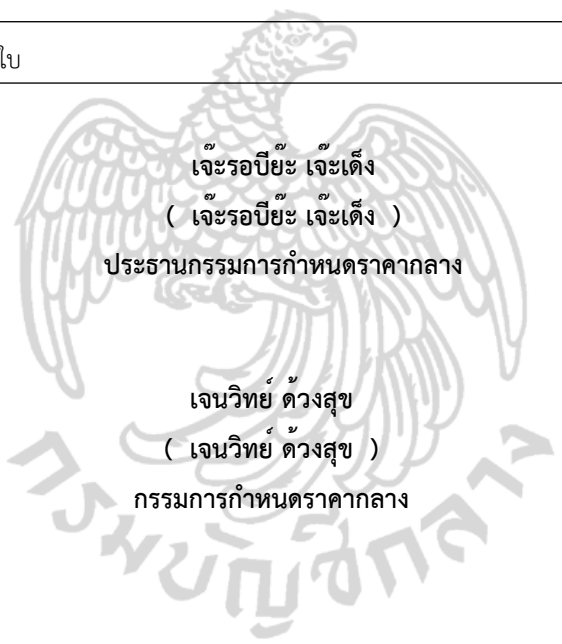 ใบ
เจ๊ะรอบีย๊ะ เจ๊ะเด็ง
( เจ๊ะรอบีย๊ะ เจ๊ะเด็ง )
ประธานกรรมการกำหนดราคากลาง
เจนวิทย์ ด้วงสุข
( เจนวิทย์ ด้วงสุข )
กรรมการกำหนดราคากลาง
กรมบัญชีกลาง